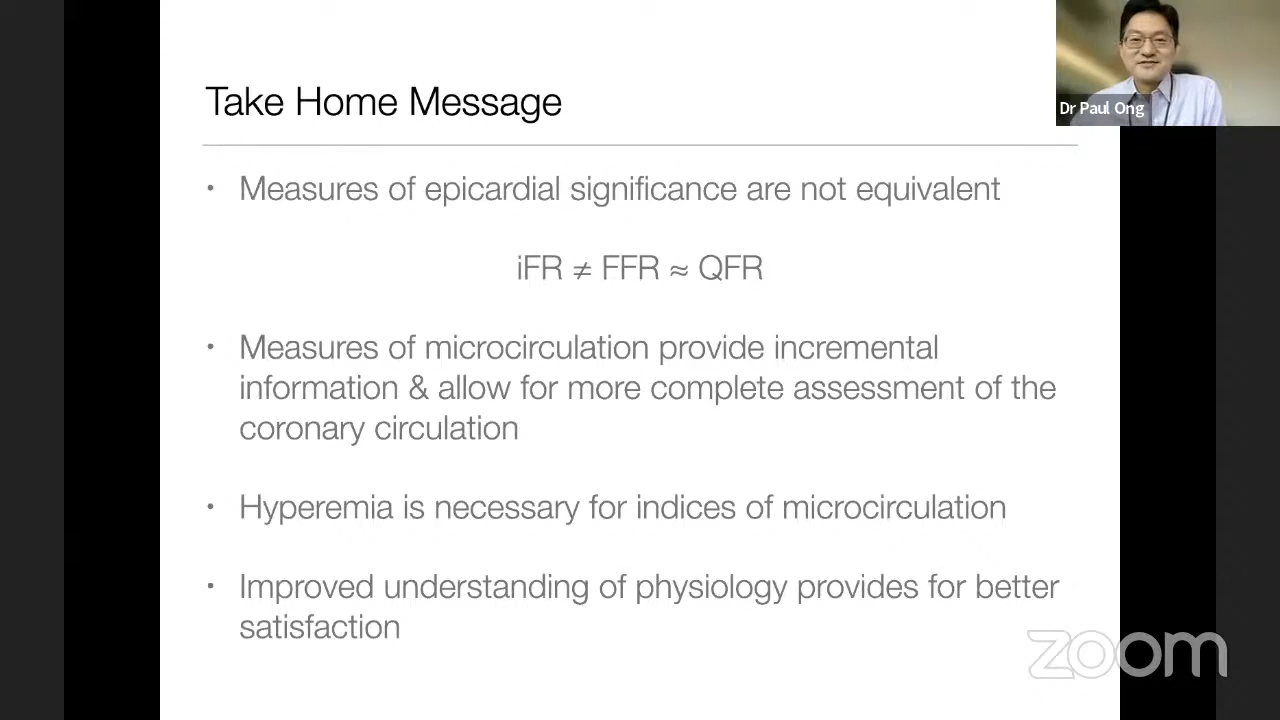 Take Home Message
Dr Paul Ong
• Measures of epicardial significance are not equivalent
iFR ≠ FFR ≈ QFR
• Measures of microcirculation provide incremental
information & allow for more complete assessment of the
coronary circulation
• Hyperemia is necessary for indices of microcirculation
• Improved understanding of physiology provides for better
satisfaction
zoom